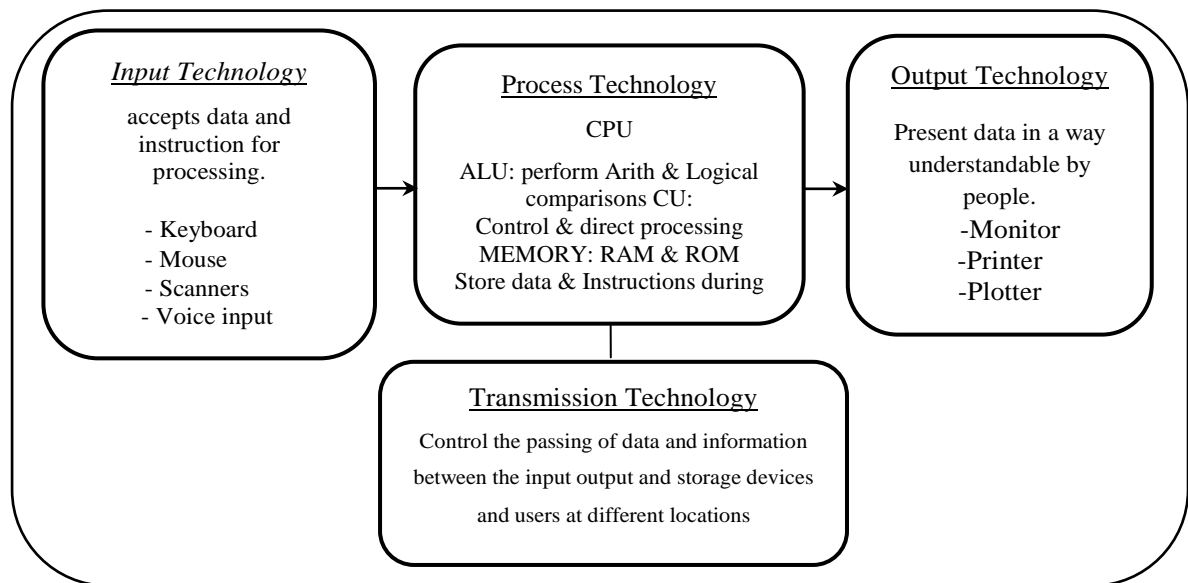 Input Technology
accepts data and
instruction for
processing.
- Keyboard
- Mouse
- Scanners
- Voice input
Process Technology
CPU
ALU: perform Arith & Logical
comparisons CU:
Control & direct processing
MEMORY: RAM & ROM
Store data & Instructions during
Output Technology
Present data in a way
understandable by
people.
-Monitor
-Printer
-Plotter
Transmission Technology
Control the passing of data and information
between the input output and storage devices
and users at different locations